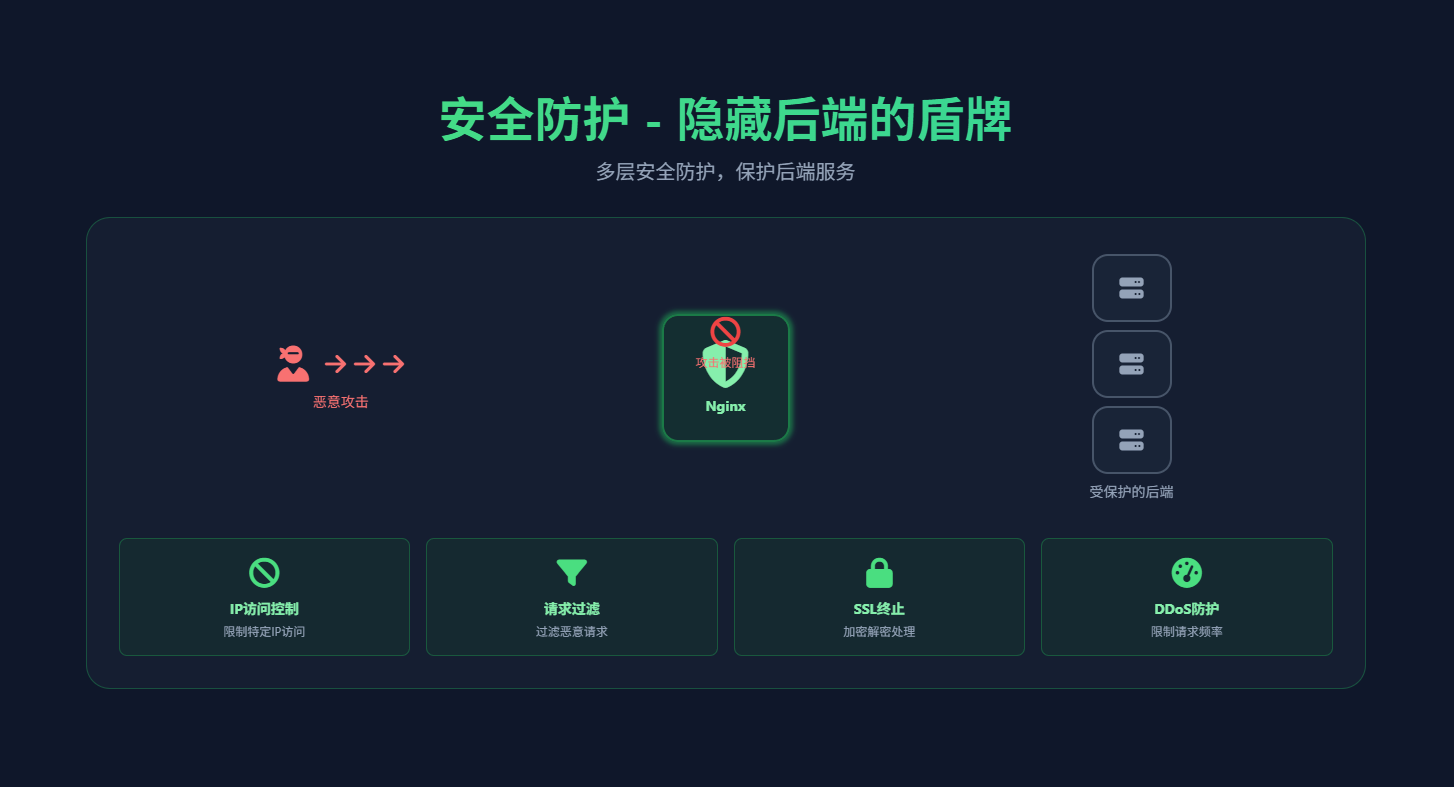 安全防护 - 隐藏后端的盾牌
多层安全防护，保护后端服务
恶意攻击
攻击被阻挡
Nginx
受保护的后端
IP访问控制
限制特定IP访问
请求过滤
过滤恶意请求
SSL终止
加密解密处理
DDoS防护
限制请求频率